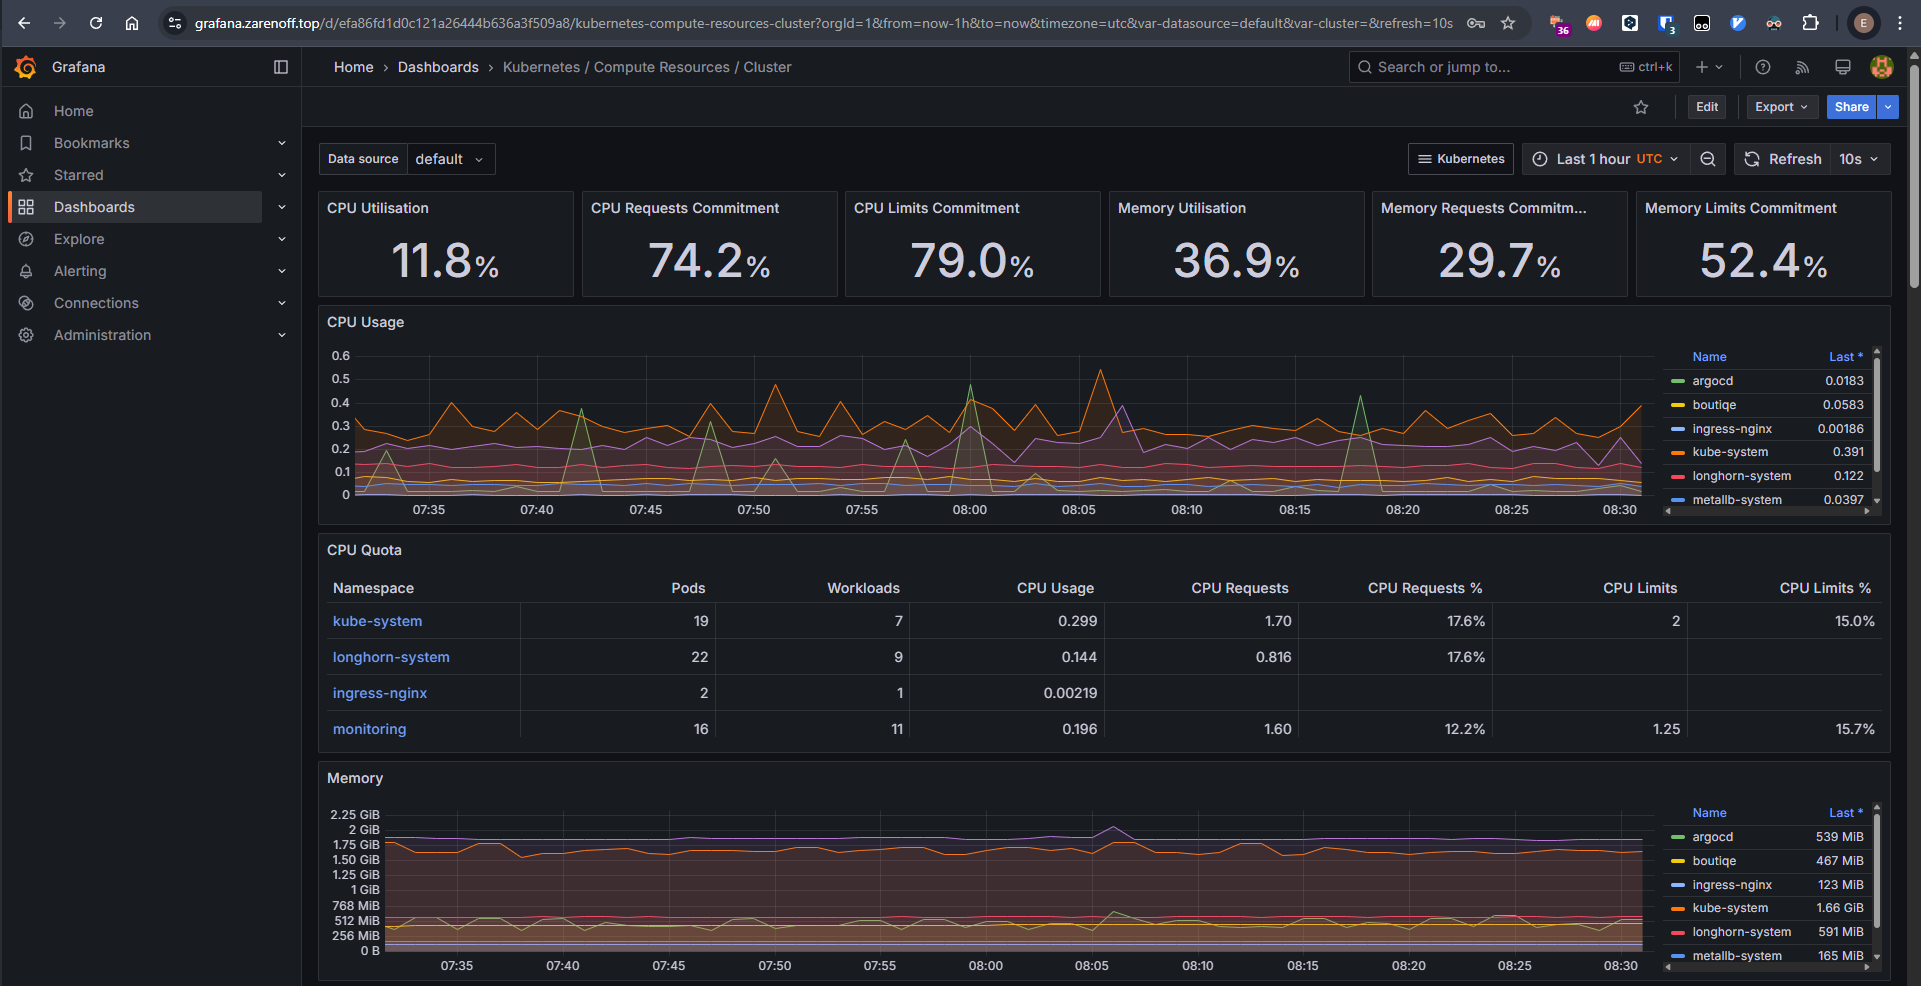 grafana.zarenoff.top/d/efa86fd1d0c121a26444b636a3f509a8/kubernetes-compute-resources-cluster?orgId=1&from=now-1h&to=now&timezone=utc&var-datasource=default&var-cluster=&refresh=10s
36
3
E
Grafana
Home › Dashboards › Kubernetes / Compute Resources / Cluster
Search or jump to...
ctrl+k
Edit
Export
Share
Home
Bookmarks
Starred
Dashboards
Explore
Alerting
Connections
Administration
Data source default
Kubernetes
Last 1 hour UTC
Refresh 10s
CPU Utilisation
11.8%
CPU Requests Commitment
74.2%
CPU Limits Commitment
79.0%
Memory Utilisation
36.9%
Memory Requests Commitm...
29.7%
Memory Limits Commitment
52.4%
CPU Usage
0.6
0.5
0.4
0.3
0.2
0.1
0
07:35 07:40 07:45 07:50 07:55 08:00 08:05 08:10 08:15 08:20 08:25 08:30
Name Last *
argocd 0.0183
boutiqe 0.0583
ingress-nginx 0.00186
kube-system 0.391
longhorn-system 0.122
metallb-system 0.0397
CPU Quota
Namespace Pods Workloads CPU Usage CPU Requests CPU Requests % CPU Limits CPU Limits %
kube-system 19 7 0.299 1.70 17.6% 2 15.0%
longhorn-system 22 9 0.144 0.816 17.6%
ingress-nginx 2 1 0.00219
monitoring 16 11 0.196 1.60 12.2% 1.25 15.7%
Memory
2.25 GiB
2 GiB
1.75 GiB
1.50 GiB
1.25 GiB
1 GiB
768 MiB
512 MiB
256 MiB
0 B
07:35 07:40 07:45 07:50 07:55 08:00 08:05 08:10 08:15 08:20 08:25 08:30
Name Last *
argocd 539 MiB
boutiqe 467 MiB
ingress-nginx 123 MiB
kube-system 1.66 GiB
longhorn-system 591 MiB
metallb-system 165 MiB